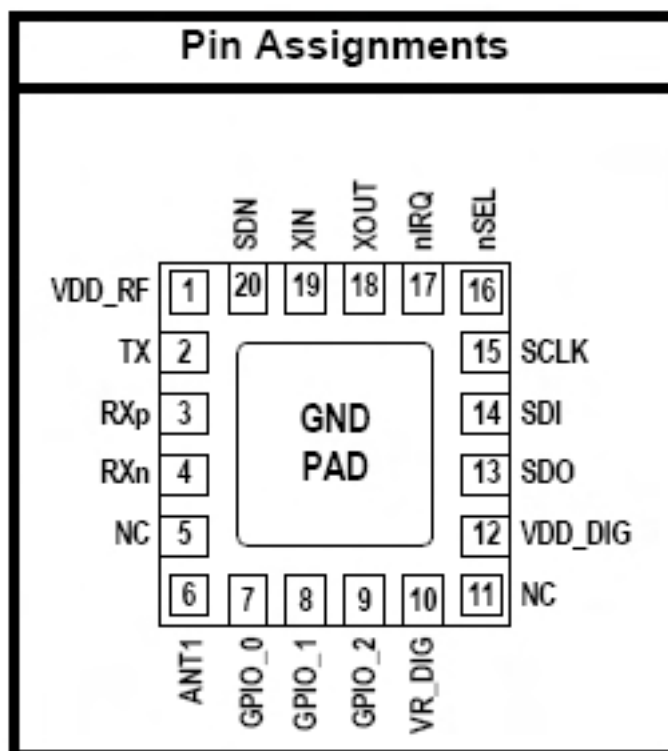 Pin Assignments
SDN XIN XOUT nIRQ nSEL
VDD_RF 1 20 19 18 17 16
TX 2 15 SCLK
RXp 3 GND 14 SDI
RXn 4 PAD 13 SDO
NC 5 12 VDD_DIG
6 7 8 9 10 11 NC
ANT1 GPIO_0 GPIO_1 GPIO_2 VR_DIG